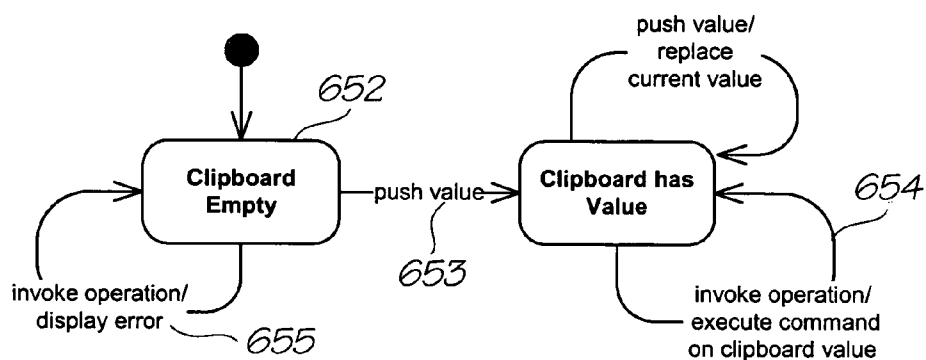 push value/
replace
current value
652
Clipboard
Empty
push value
Clipboard has
Value
654
653
invoke operation/
display error
655
invoke operation/
execute command
on clipboard value